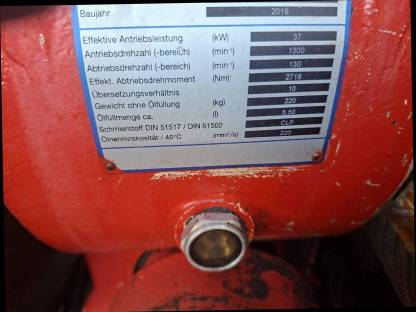 Baujahr 2019
Effektive Antriebsleistung (kW) 37
Antriebsdrehzahl (-bereich) (min⁻¹) 1300
Abtriebsdrehzahl (-bereich) (min⁻¹) 130
Effekt. Abtriebsdrehmoment (Nm) 2718
Übersetzungsverhältnis 10
Gewicht ohne Ölfüllung (kg) 220
Ölfüllmenge ca. (l) 5,50
Schmierstoff DIN 51517 / DIN 51502 CLP
Ölnennviskosität / 40°C (mm²/s) 220